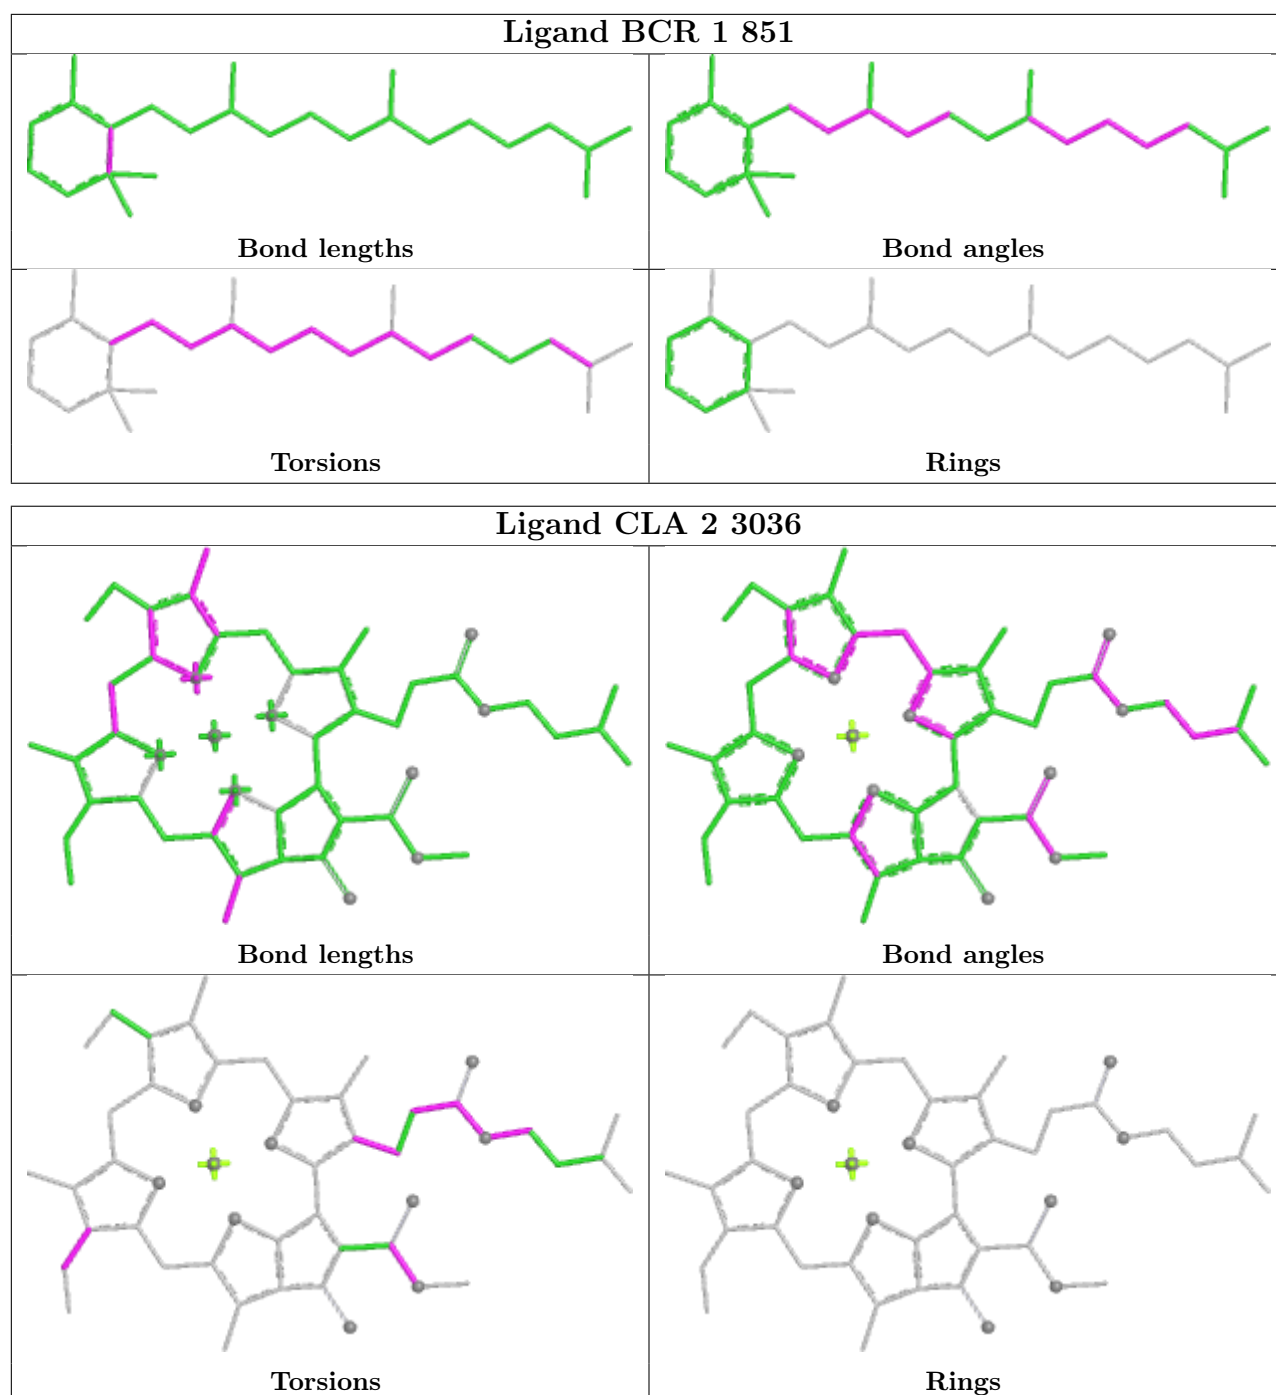 Ligand BCR 1 851
Bond lengths
Bond angles
Torsions
Rings
Ligand CLA 2 3036
Bond lengths
Bond angles
Torsions
Rings